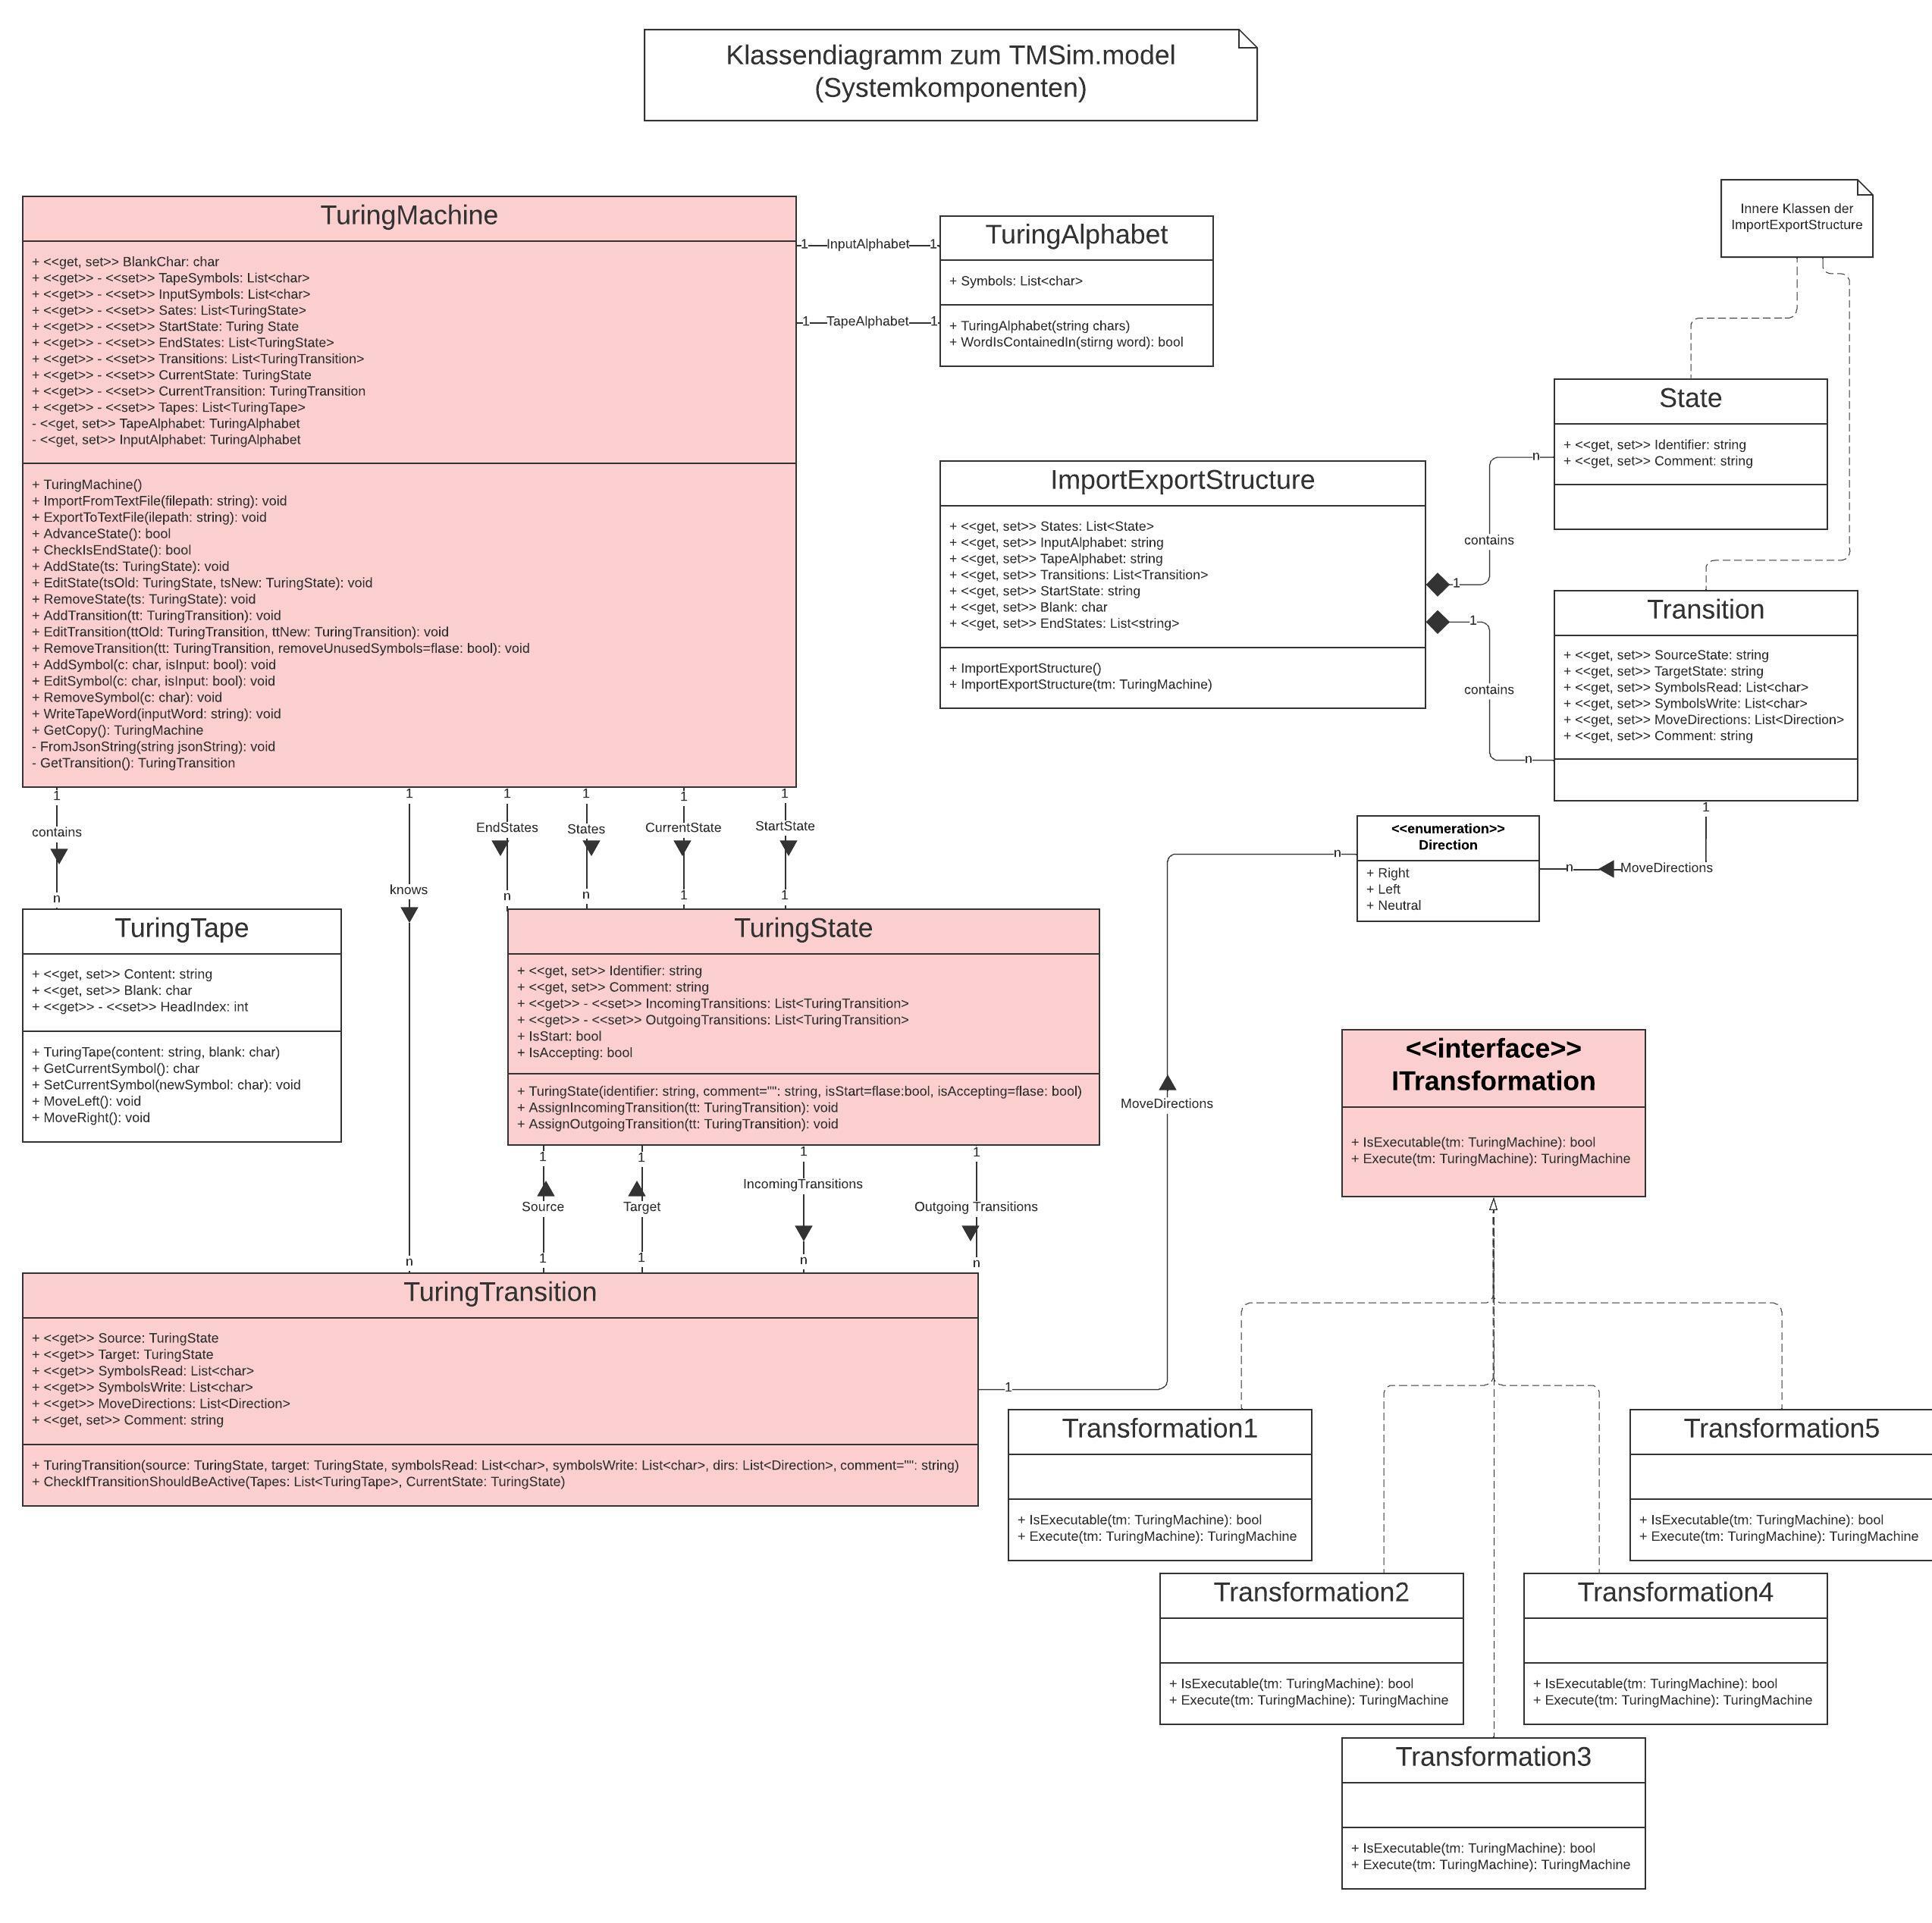 Klassendiagramm zum TMSim.model
(Systemkomponenten)
TuringMachine
+ <<get, set>> BlankChar: char
+ <<get>> - <<set>> TapeSymbols: List<char>
+ <<get>> - <<set>> InputSymbols: List<char>
+ <<get>> - <<set>> Sates: List<TuringState>
+ <<get>> - <<set>> StartState: Turing State
+ <<get>> - <<set>> EndStates: List<TuringState>
+ <<get>> - <<set>> Transitions: List<TuringTransition>
+ <<get>> - <<set>> CurrentState: TuringState
+ <<get>> - <<set>> CurrentTransition: TuringTransition
+ <<get>> - <<set>> Tapes: List<TuringTape>
- <<get, set>> TapeAlphabet: TuringAlphabet
- <<get, set>> InputAlphabet: TuringAlphabet
+ TuringMachine()
+ ImportFromTextFile(filepath: string): void
+ ExportToTextFile(ilepath: string): void
+ AdvanceState(): bool
+ CheckIsEndState(): bool
+ AddState(ts: TuringState): void
+ EditState(tsOld: TuringState, tsNew: TuringState): void
+ RemoveState(ts: TuringState): void
+ AddTransition(tt: TuringTransition): void
+ EditTransition(ttOld: TuringTransition, ttNew: TuringTransition): void
+ RemoveTransition(tt: TuringTransition, removeUnusedSymbols=flase: bool): void
+ AddSymbol(c: char, isInput: bool): void
+ EditSymbol(c: char, isInput: bool): void
+ RemoveSymbol(c: char): void
+ WriteTapeWord(inputWord: string): void
+ GetCopy(): TuringMachine
- FromJsonString(string jsonString): void
- GetTransition(): TuringTransition
1 InputAlphabet 1
1 TapeAlphabet 1
TuringAlphabet
+ Symbols: List<char>
+ TuringAlphabet(string chars)
+ WordIsContainedIn(stirng word): bool
Innere Klassen der
ImportExportStructure
State
+ <<get, set>> Identifier: string
+ <<get, set>> Comment: string
ImportExportStructure
+ <<get, set>> States: List<State>
+ <<get, set>> InputAlphabet: string
+ <<get, set>> TapeAlphabet: string
+ <<get, set>> Transitions: List<Transition>
+ <<get, set>> StartState: string
+ <<get, set>> Blank: char
+ <<get, set>> EndStates: List<string>
+ ImportExportStructure()
+ ImportExportStructure(tm: TuringMachine)
n
contains
1
1
contains
n
Transition
+ <<get, set>> SourceState: string
+ <<get, set>> TargetState: string
+ <<get, set>> SymbolsRead: List<char>
+ <<get, set>> SymbolsWrite: List<char>
+ <<get, set>> MoveDirections: List<Direction>
+ <<get, set>> Comment: string
1
n MoveDirections
<<enumeration>>
Direction
+ Right
+ Left
+ Neutral
1 1 1 1 1 1
contains
knows
EndStates
States
CurrentState
StartState
n n n 1 1
TuringTape
+ <<get, set>> Content: string
+ <<get, set>> Blank: char
+ <<get>> - <<set>> HeadIndex: int
+ TuringTape(content: string, blank: char)
+ GetCurrentSymbol(): char
+ SetCurrentSymbol(newSymbol: char): void
+ MoveLeft(): void
+ MoveRight(): void
TuringState
+ <<get, set>> Identifier: string
+ <<get, set>> Comment: string
+ <<get>> - <<set>> IncomingTransitions: List<TuringTransition>
+ <<get>> - <<set>> OutgoingTransitions: List<TuringTransition>
+ IsStart: bool
+ IsAccepting: bool
+ TuringState(identifier: string, comment="": string, isStart=flase:bool, isAccepting=flase: bool)
+ AssignIncomingTransition(tt: TuringTransition): void
+ AssignOutgoingTransition(tt: TuringTransition): void
1 1 1 1
Source
Target
IncomingTransitions
Outgoing Transitions
n 1 1 n n
n
MoveDirections
1
TuringTransition
+ <<get>> Source: TuringState
+ <<get>> Target: TuringState
+ <<get>> SymbolsRead: List<char>
+ <<get>> SymbolsWrite: List<char>
+ <<get>> MoveDirections: List<Direction>
+ <<get, set>> Comment: string
+ TuringTransition(source: TuringState, target: TuringState, symbolsRead: List<char>, symbolsWrite: List<char>, dirs: List<Direction>, comment="": string)
+ CheckIfTransitionShouldBeActive(Tapes: List<TuringTape>, CurrentState: TuringState)
<<interface>>
ITransformation
+ IsExecutable(tm: TuringMachine): bool
+ Execute(tm: TuringMachine): TuringMachine
Transformation1
+ IsExecutable(tm: TuringMachine): bool
+ Execute(tm: TuringMachine): TuringMachine
Transformation5
+ IsExecutable(tm: TuringMachine): bool
+ Execute(tm: TuringMachine): TuringMachine
Transformation2
+ IsExecutable(tm: TuringMachine): bool
+ Execute(tm: TuringMachine): TuringMachine
Transformation4
+ IsExecutable(tm: TuringMachine): bool
+ Execute(tm: TuringMachine): TuringMachine
Transformation3
+ IsExecutable(tm: TuringMachine): bool
+ Execute(tm: TuringMachine): TuringMachine